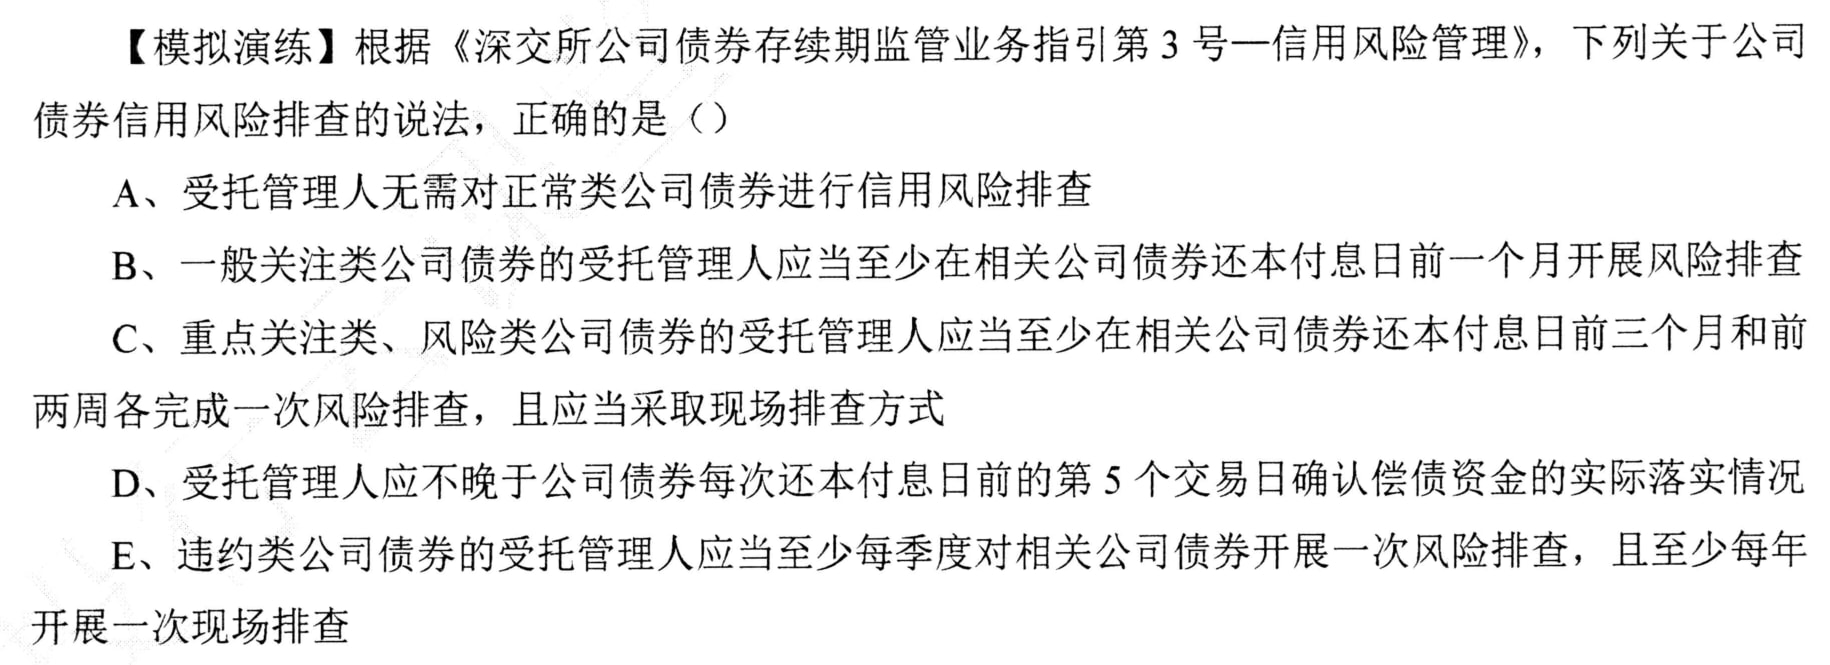 【模拟演练】根据《深交所公司债券存续期监管业务指引第 3 号—信用风险管理》，下列关于公司
债券信用风险排查的说法，正确的是（）
A、受托管理人无需对正常类公司债券进行信用风险排查
B、一般关注类公司债券的受托管理人应当至少在相关公司债券还本付息日前一个月开展风险排查
C、重点关注类、风险类公司债券的受托管理人应当至少在相关公司债券还本付息日前三个月和前
两周各完成一次风险排查，且应当采取现场排查方式
D、受托管理人应不晚于公司债券每次还本付息日前的第 5 个交易日确认偿债资金的实际落实情况
E、违约类公司债券的受托管理人应当至少每季度对相关公司债券开展一次风险排查，且至少每年
开展一次现场排查